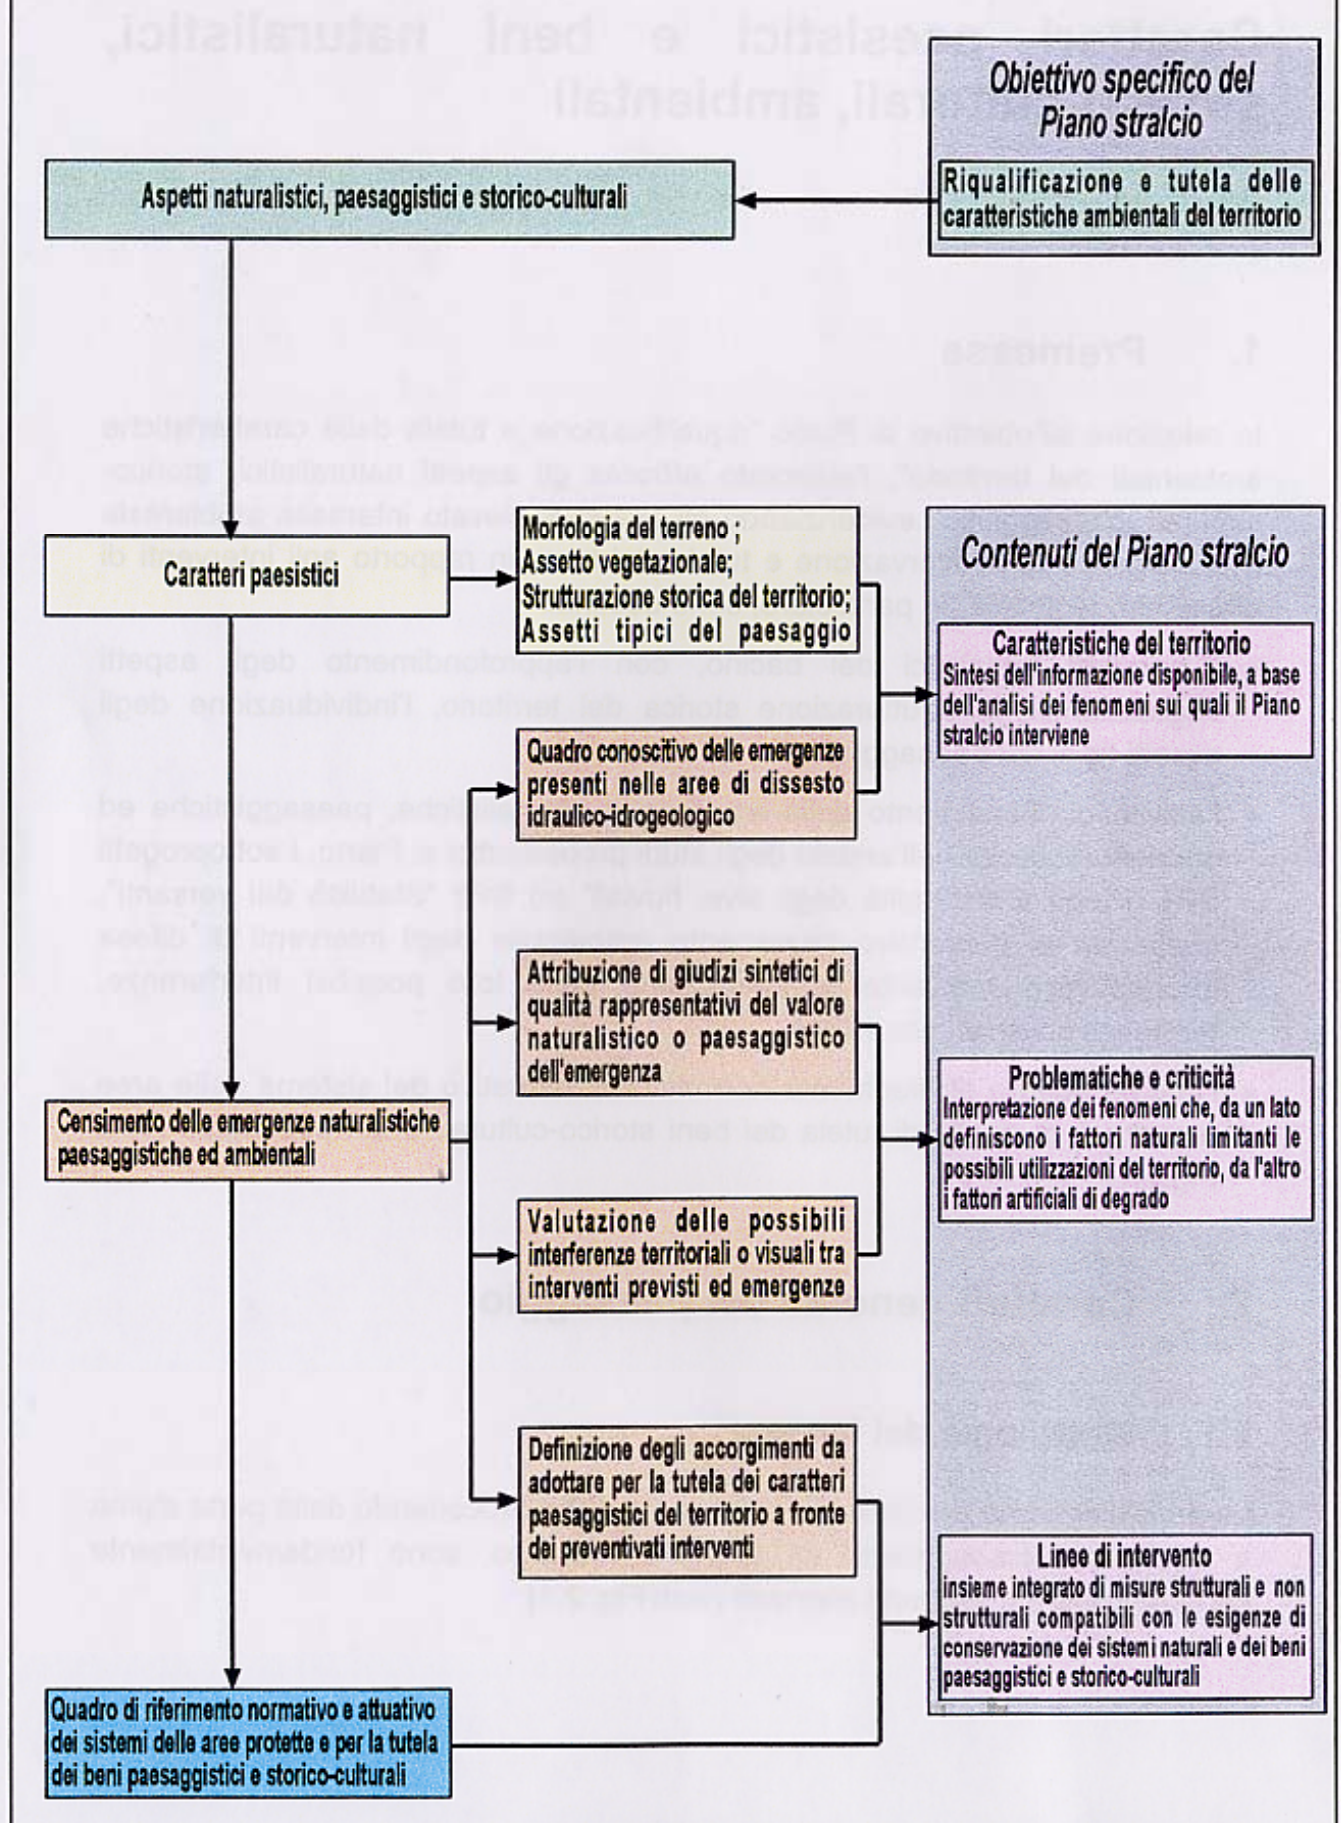 Obiettivo specifico del
Piano stralcio
Riqualificazione e tutela delle
caratteristiche ambientali del territorio
Aspetti naturalistici, paesaggistici e storico-culturali
Caratteri paesistici
Morfologia del terreno ;
Assetto vegetazionale;
Strutturazione storica del territorio;
Assetti tipici del paesaggio
Contenuti del Piano stralcio
Caratteristiche del territorio
Sintesi dell'informazione disponibile, a base
dell'analisi dei fenomeni sui quali il Piano
stralcio interviene
Quadro conoscitivo delle emergenze
presenti nelle aree di dissesto
idraulico-idrogeologico
Attribuzione di giudizi sintetici di
qualità rappresentativi del valore
naturalistico o paesaggistico
dell'emergenza
Censimento delle emergenze naturalistiche
paesaggistiche ed ambientali
Problematiche e criticità
Interpretazione dei fenomeni che, da un lato
definiscono i fattori naturali limitanti le
possibili utilizzazioni del territorio, da l'altro
i fattori artificiali di degrado
Valutazione delle possibili
interferenze territoriali o visuali tra
interventi previsti ed emergenze
Definizione degli accorgimenti da
adottare per la tutela dei caratteri
paesaggistici del territorio a fronte
dei preventivati interventi
Linee di intervento
insieme integrato di misure strutturali e non
strutturali compatibili con le esigenze di
conservazione dei sistemi naturali e dei beni
paesaggistici e storico-culturali
Quadro di riferimento normativo e attuativo
dei sistemi delle aree protette e per la tutela
dei beni paesaggistici e storico-culturali